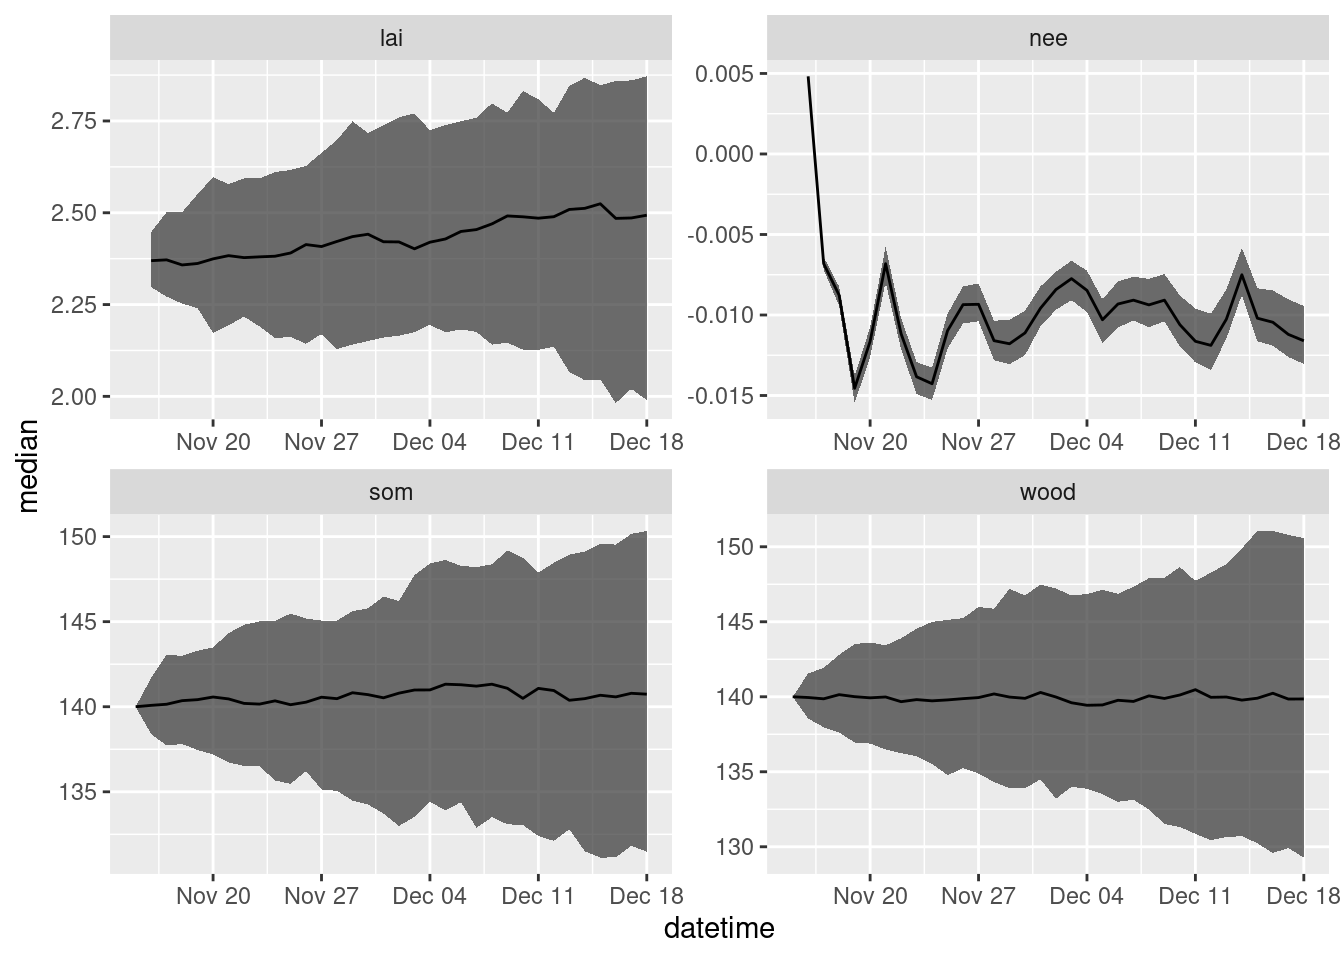 lai
2.75
2.50
2.25
2.00
Nov 20 Nov 27 Dec 04 Dec 11 Dec 18
nee
0.005
0.000
-0.005
-0.010
-0.015
Nov 20 Nov 27 Dec 04 Dec 11 Dec 18
median
som
150
145
140
135
Nov 20 Nov 27 Dec 04 Dec 11 Dec 18
wood
150
145
140
135
130
Nov 20 Nov 27 Dec 04 Dec 11 Dec 18
datetime